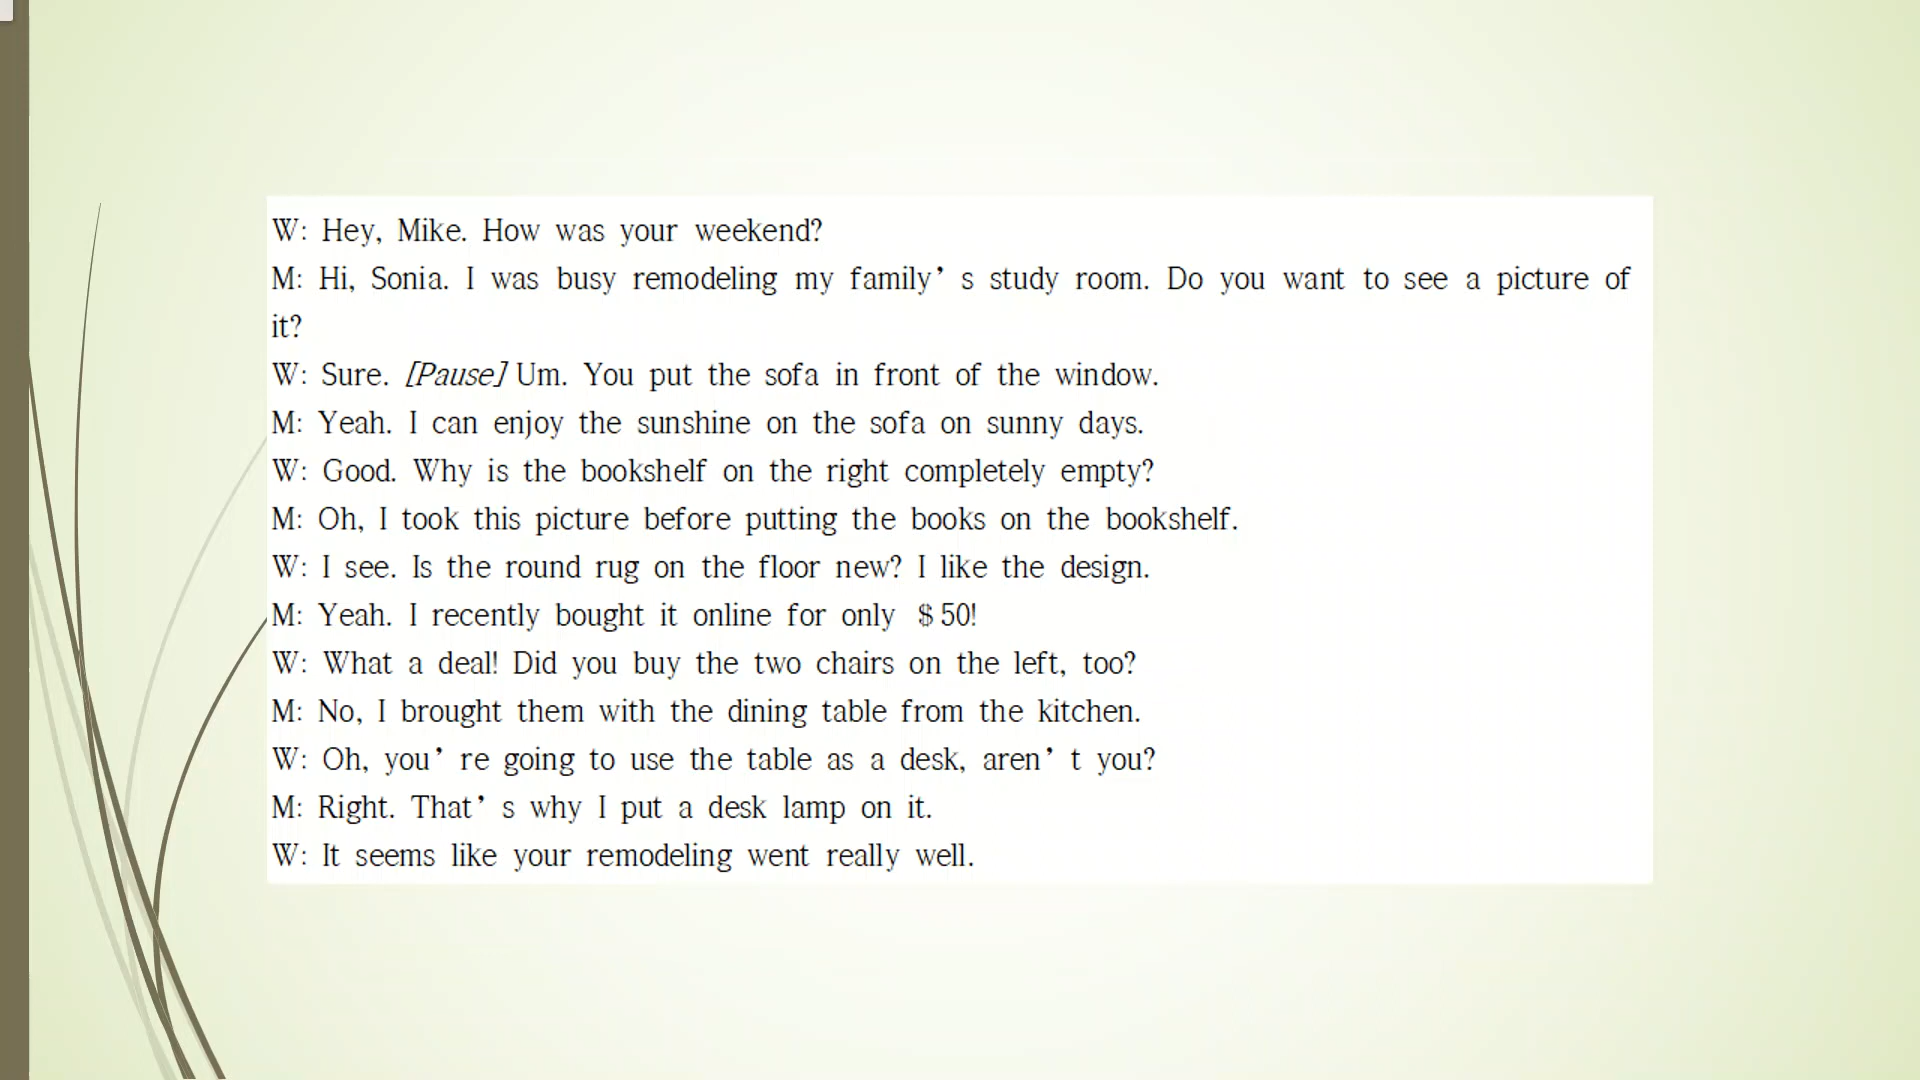 W: Hey, Mike. How was your weekend?
M: Hi, Sonia. I was busy remodeling my family’s study room. Do you want to see a picture of
it?
W: Sure. [Pause] Um. You put the sofa in front of the window.
M: Yeah. I can enjoy the sunshine on the sofa on sunny days.
W: Good. Why is the bookshelf on the right completely empty?
M: Oh, I took this picture before putting the books on the bookshelf.
W: I see. Is the round rug on the floor new? I like the design.
M: Yeah. I recently bought it online for only $50!
W: What a deal! Did you buy the two chairs on the left, too?
M: No, I brought them with the dining table from the kitchen.
W: Oh, you’re going to use the table as a desk, aren’t you?
M: Right. That’s why I put a desk lamp on it.
W: It seems like your remodeling went really well.